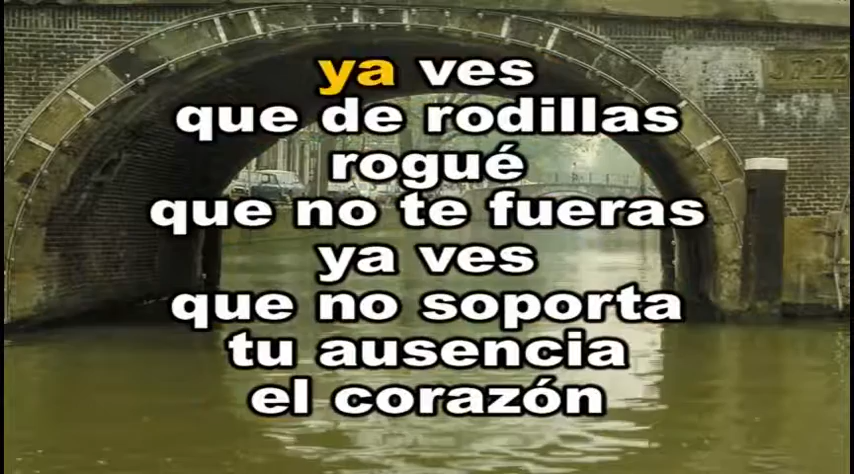 ya ves
que de rodillas
rogué
que no te fueras
ya ves
que no soporta
tu ausencia
el corazón